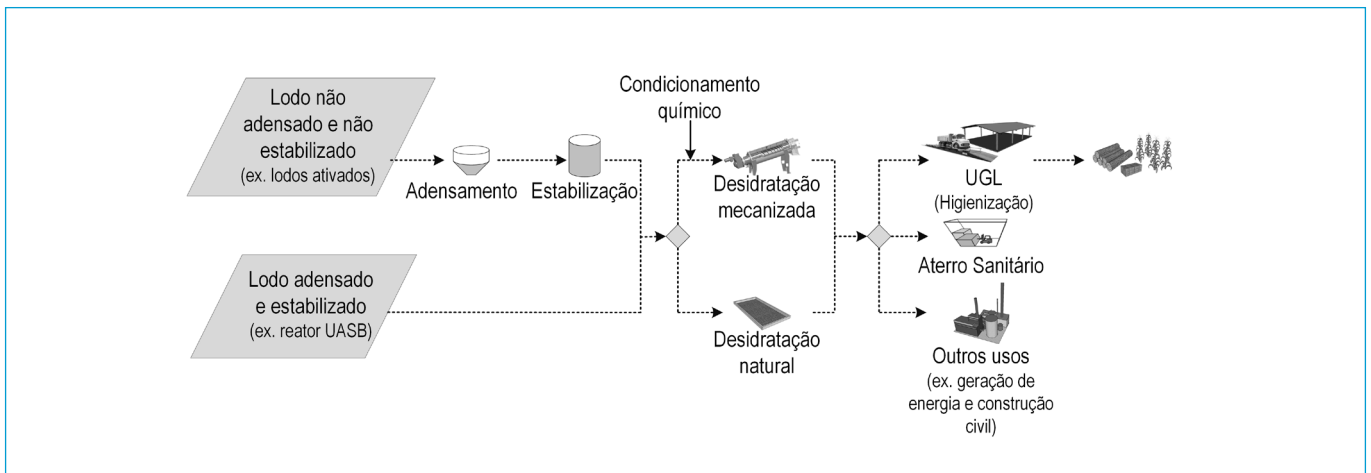 Lodo não
adensado e não
estabilizado
(ex. lodos ativados)
Adensamento
Estabilização
Condicionamento
químico
Desidratação
mecanizada
UGL
(Higienização)
Aterro Sanitário
Lodo adensado
e estabilizado
(ex. reator UASB)
Desidratação
natural
Outros usos
(ex. geração de
energia e construção
civil)